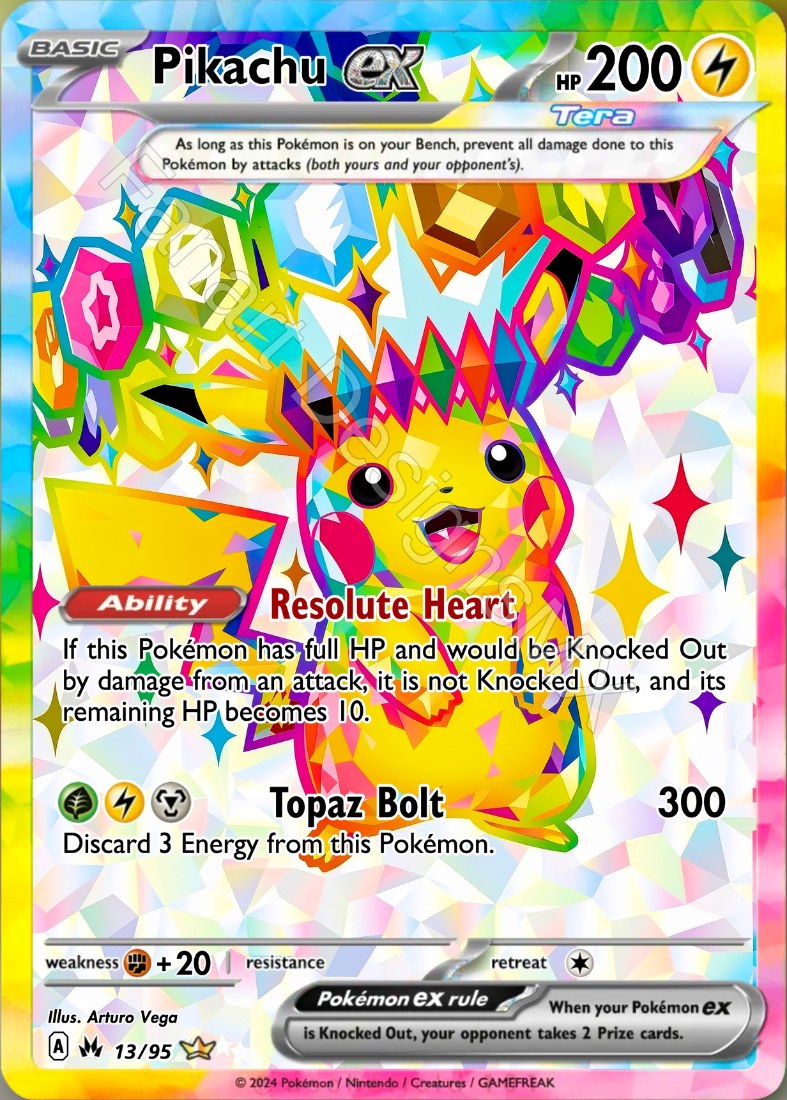 BASIC Pikachu ex HP 200
Tera
As long as this Pokémon is on your Bench, prevent all damage done to this
Pokémon by attacks (both yours and your opponent's).
Fanart DesignsMX
Ability Resolute Heart
If this Pokémon has full HP and would be Knocked Out
by damage from an attack, it is not Knocked Out, and its
remaining HP becomes 10.
Topaz Bolt 300
Discard 3 Energy from this Pokémon.
weakness +20 resistance retreat
Pokémon ex rule
When your Pokémon ex
is Knocked Out, your opponent takes 2 Prize cards.
Illus. Arturo Vega
A 13/95
© 2024 Pokémon / Nintendo / Creatures / GAMEFREAK